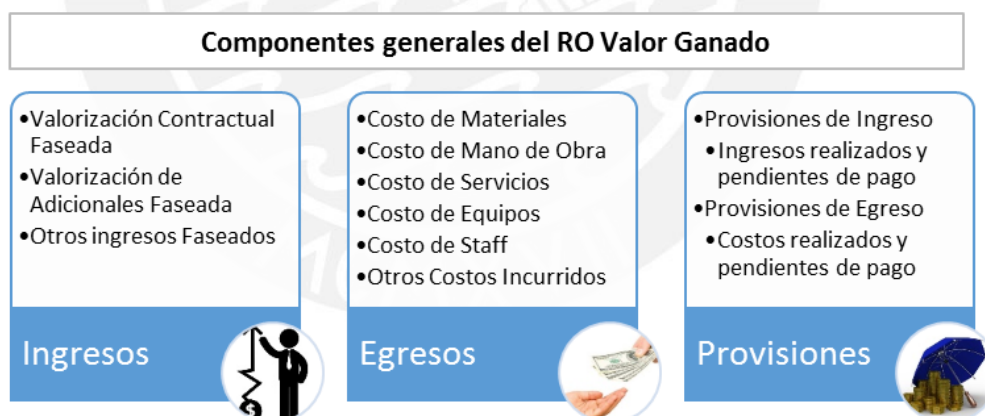 Componentes generales del RO Valor Ganado
•Valorización Contractual
Faseada
•Valorización de
Adicionales Faseada
•Otros ingresos Faseados
Ingresos
•Costo de Materiales
•Costo de Mano de Obra
•Costo de Servicios
•Costo de Equipos
•Costo de Staff
•Otros Costos Incurridos
Egresos
•Provisiones de Ingreso
•Ingresos realizados y
pendientes de pago
•Provisiones de Egreso
•Costos realizados y
pendientes de pago
Provisiones